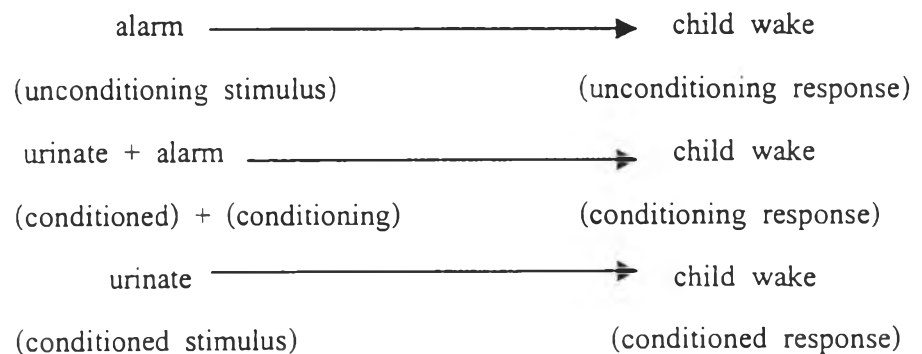 alarm child wake
(unconditioning stimulus) (unconditioning response)
urinate + alarm child wake
(conditioned) + (conditioning) (conditioning response)
urinate child wake
(conditioned stimulus) (conditioned response)